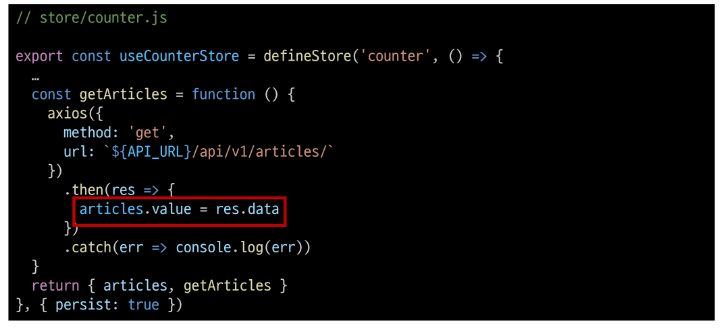 // store/counter.js

export const useCounterStore = defineStore('counter', () => {
  …
  const getArticles = function () {
    axios({
      method: 'get',
      url: `${API_URL}/api/v1/articles/`
    })
      .then(res => {
        articles.value = res.data
      })
      .catch(err => console.log(err))
  }
  return { articles, getArticles }
}, { persist: true })